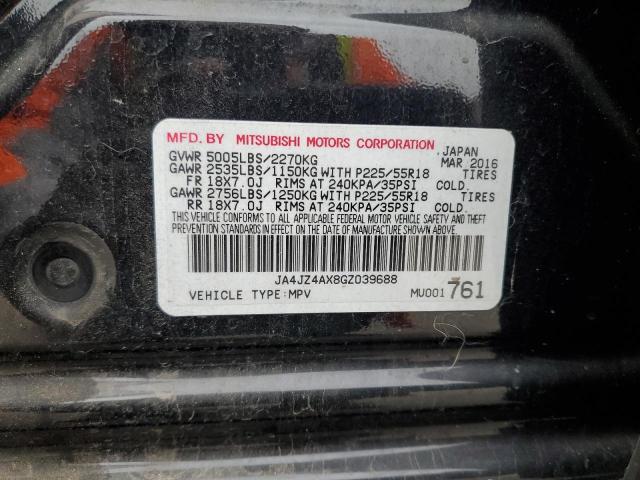 MFD. BY MITSUBISHI MOTORS CORPORATION JAPAN
GVWR 5005LBS/2270KG MAR 2016
GAWR 2535LBS/1150KG WITH P225/55R18 TIRES
FR 18X7.0J RIMS AT 240KPA/35PSI COLD.
GAWR 2756LBS/1250KG WITH P225/55R18 TIRES
RR 18X7.0J RIMS AT 240KPA/35PSI COLD.
THIS VEHICLE CONFORMS TO ALL APPLICABLE FEDERAL MOTOR VEHICLE SAFETY AND THEFT
PREVENTION STANDARDS IN EFFECT ON THE DATE OF MANUFACTURE SHOWN ABOVE.
JA4JZ4AX8GZ039688
VEHICLE TYPE:MPV MU001 761